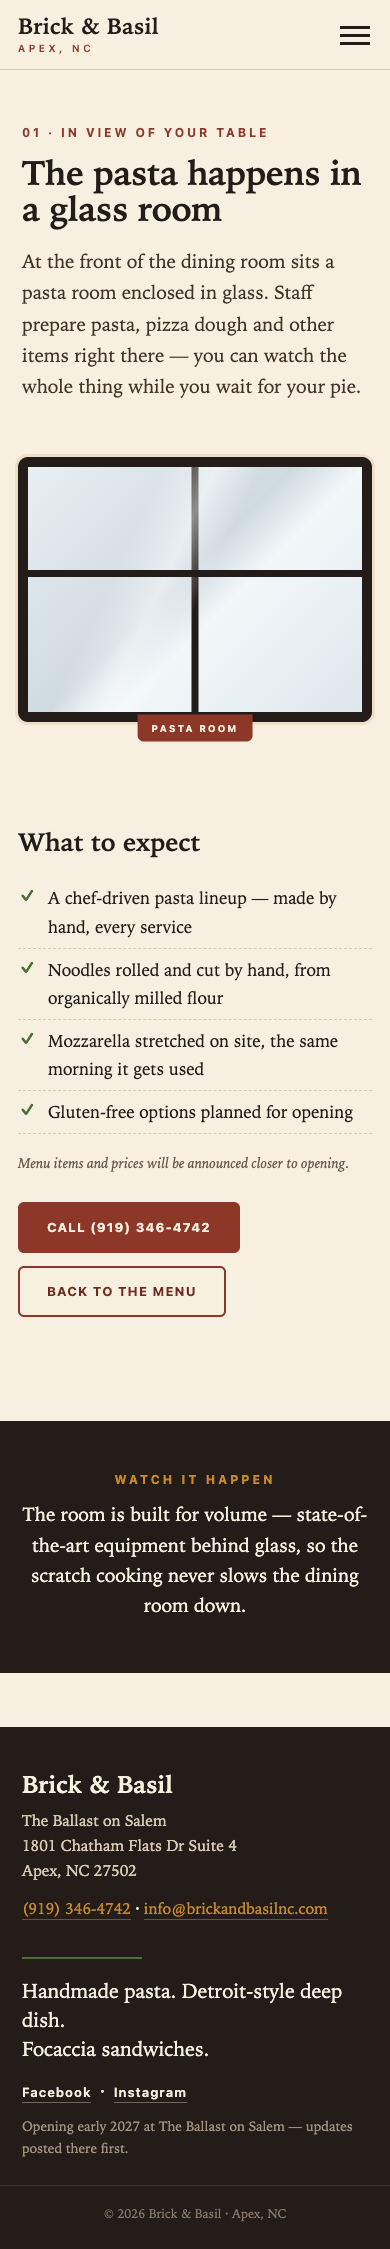 Brick & Basil
APEX, NC
01 · IN VIEW OF YOUR TABLE
The pasta happens in
a glass room
At the front of the dining room sits a
pasta room enclosed in glass. Staff
prepare pasta, pizza dough and other
items right there — you can watch the
whole thing while you wait for your pie.
PASTA ROOM
What to expect
A chef-driven pasta lineup — made by
hand, every service
Noodles rolled and cut by hand, from
organically milled flour
Mozzarella stretched on site, the same
morning it gets used
Gluten-free options planned for opening
Menu items and prices will be announced closer to opening.
CALL (919) 346-4742
BACK TO THE MENU
WATCH IT HAPPEN
The room is built for volume — state-of-
the-art equipment behind glass, so the
scratch cooking never slows the dining
room down.
Brick & Basil
The Ballast on Salem
1801 Chatham Flats Dr Suite 4
Apex, NC 27502
(919) 346-4742 · info@brickandbasilnc.com
Handmade pasta. Detroit-style deep
dish.
Focaccia sandwiches.
Facebook · Instagram
Opening early 2027 at The Ballast on Salem — updates
posted there first.
© 2026 Brick & Basil · Apex, NC